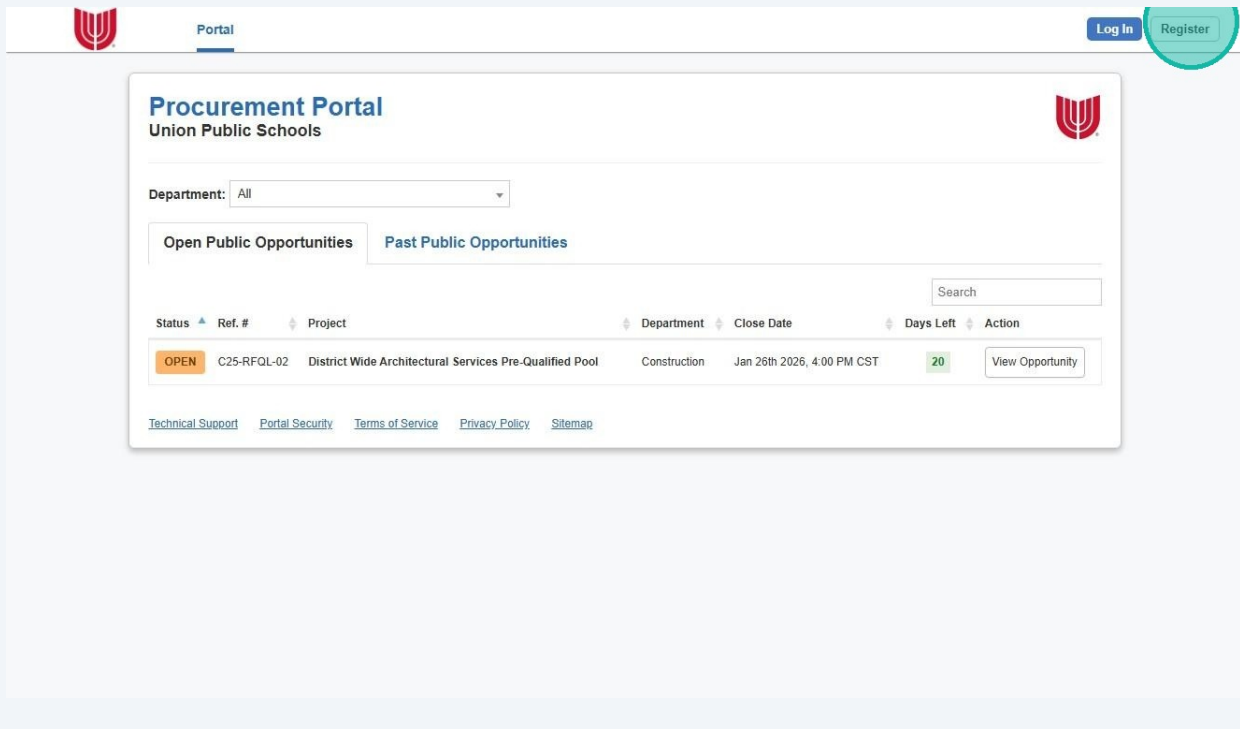 Portal
Log In
Register
Procurement Portal
Union Public Schools
Department: All
Open Public Opportunities
Past Public Opportunities
Search
Status Ref. # Project Department Close Date Days Left Action
OPEN C25-RFQL-02 District Wide Architectural Services Pre-Qualified Pool Construction Jan 26th 2026, 4:00 PM CST 20 View Opportunity
Technical Support Portal Security Terms of Service Privacy Policy Sitemap